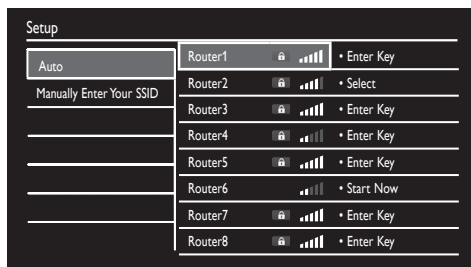 Setup
Auto
Manually Enter Your SSID
Router1 • Enter Key
Router2 • Select
Router3 • Enter Key
Router4 • Enter Key
Router5 • Enter Key
Router6 • Start Now
Router7 • Enter Key
Router8 • Enter Key